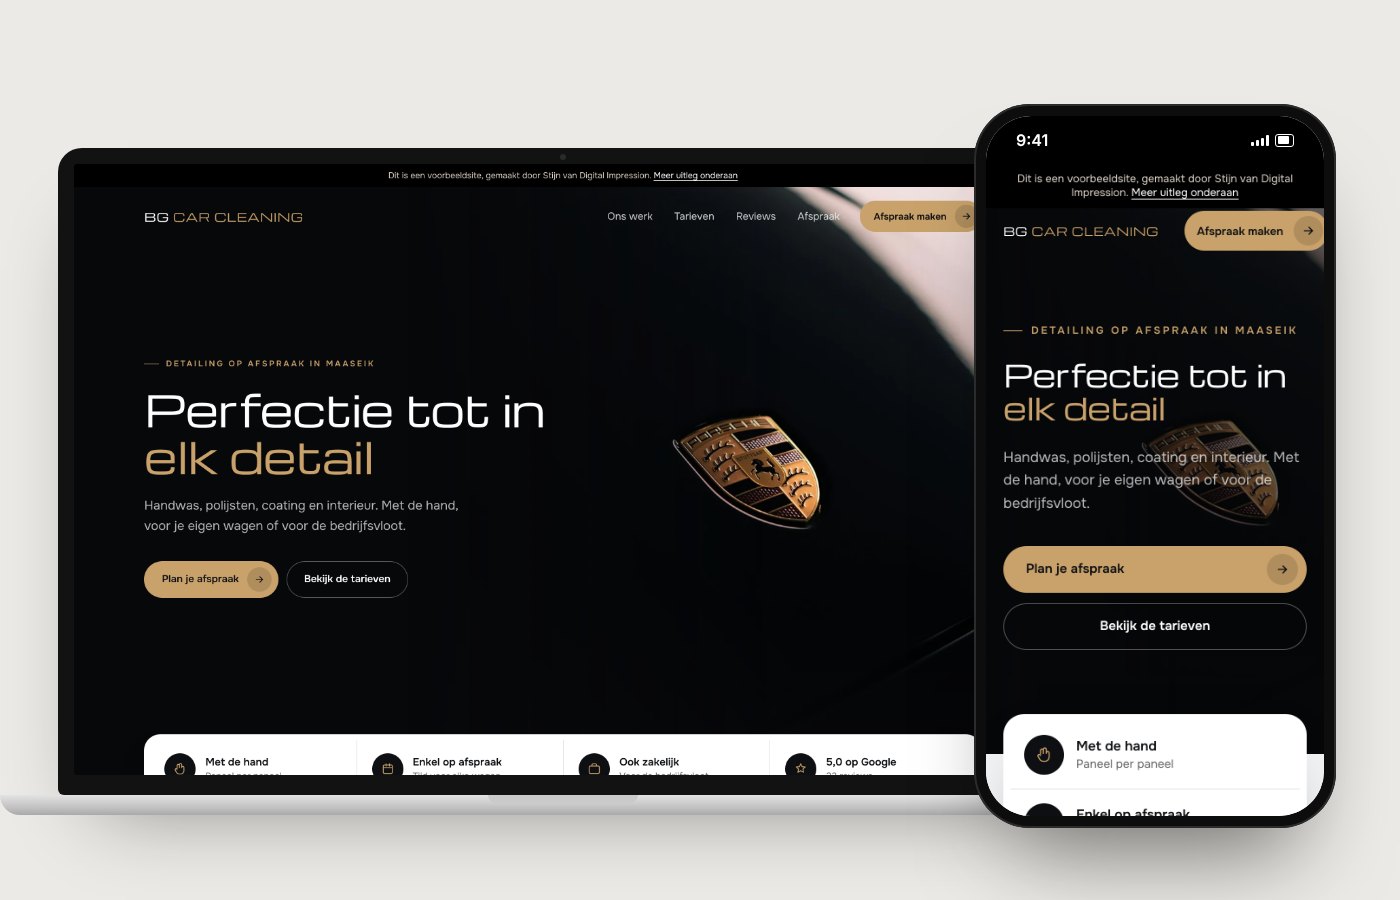 Dit is een voorbeeldsite, gemaakt door Stijn van Digital Impression. Meer uitleg onderaan
BG CAR CLEANING
Ons werk
Tarieven
Reviews
Afspraak
Afspraak maken
DETAILING OP AFSPRAAK IN MAASEIK
Perfectie tot in
elk detail
Handwas, polijsten, coating en interieur. Met de hand,
voor je eigen wagen of voor de bedrijfsvloot.
Plan je afspraak
Bekijk de tarieven
PORSCHE
Met de hand
Enkel op afspraak
Ook zakelijk
5,0 op Google
9:41
Dit is een voorbeeldsite, gemaakt door Stijn van Digital
Impression. Meer uitleg onderaan
BG CAR CLEANING
Afspraak maken
DETAILING OP AFSPRAAK IN MAASEIK
Perfectie tot in
elk detail
Handwas, polijsten, coating en interieur. Met
de hand, voor je eigen wagen of voor de
bedrijfsvloot.
Plan je afspraak
Bekijk de tarieven
Met de hand
Paneel per paneel
Enkel op afspraak